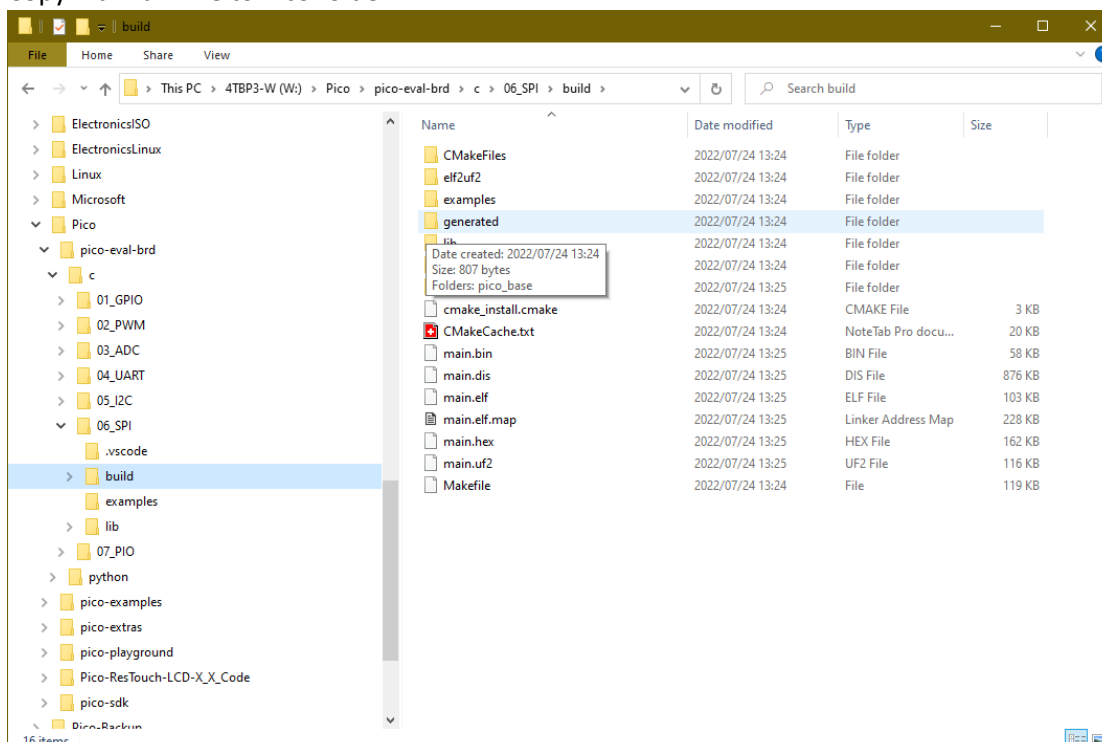 build
File Home Share View
This PC > 4TBP3-W (W:) > Pico > pico-eval-brd > c > 06_SPI > build >
Search build
ElectronicsISO
ElectronicsLinux
Linux
Microsoft
Pico
pico-eval-brd
c
01_GPIO
02_PWM
03_ADC
04_UART
05_I2C
06_SPI
.vscode
build
examples
lib
07_PIO
python
pico-examples
pico-extras
pico-playground
Pico-ResTouch-LCD-X_X_Code
pico-sdk
Pico-Backup
16 items
Name Date modified Type Size
CMakeFiles 2022/07/24 13:24 File folder
elf2uf2 2022/07/24 13:24 File folder
examples 2022/07/24 13:24 File folder
generated 2022/07/24 13:24 File folder
lib 2022/07/24 13:24 File folder
Date created: 2022/07/24 13:24
Size: 807 bytes
Folders: pico_base
2022/07/24 13:24 File folder
2022/07/24 13:25 File folder
cmake_install.cmake 2022/07/24 13:24 CMAKE File 3 KB
CMakeCache.txt 2022/07/24 13:24 NoteTab Pro docu... 20 KB
main.bin 2022/07/24 13:25 BIN File 58 KB
main.dis 2022/07/24 13:25 DIS File 876 KB
main.elf 2022/07/24 13:25 ELF File 103 KB
main.elf.map 2022/07/24 13:25 Linker Address Map 228 KB
main.hex 2022/07/24 13:25 HEX File 162 KB
main.uf2 2022/07/24 13:25 UF2 File 116 KB
Makefile 2022/07/24 13:24 File 119 KB